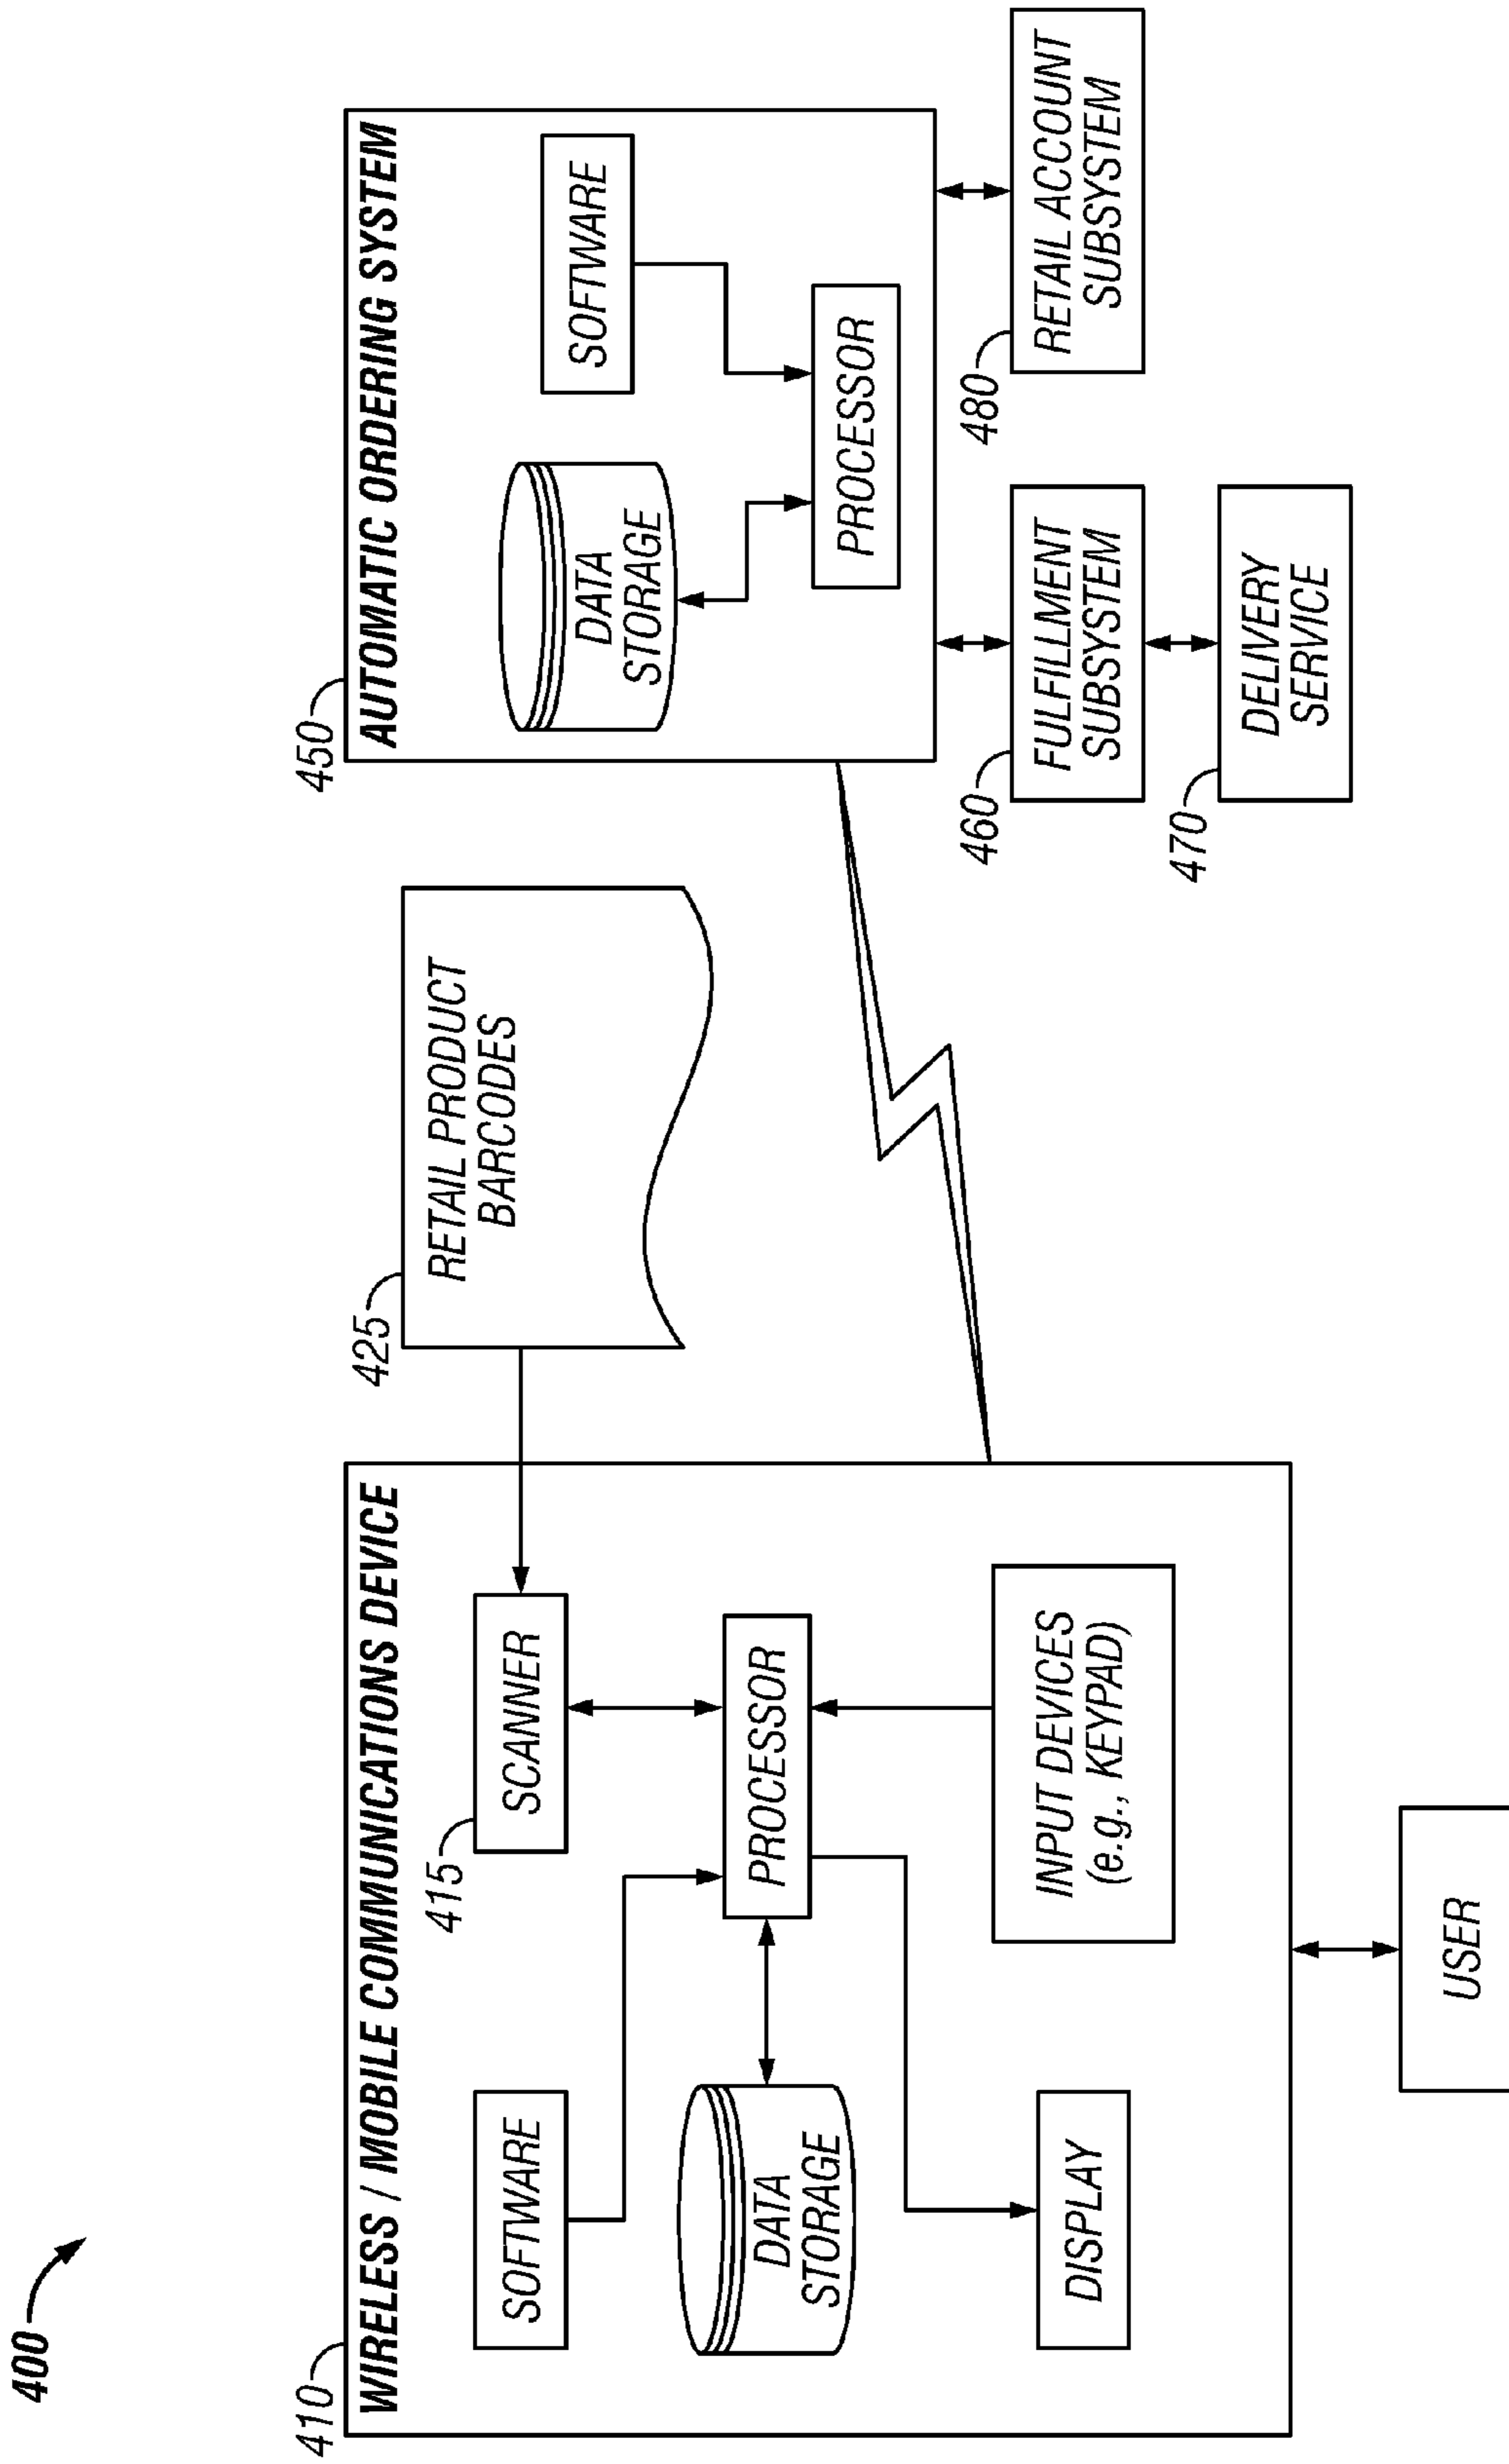 400
410
WIRELESS / MOBILE COMMUNICATIONS DEVICE
SOFTWARE
415
SCANNER
DATA
STORAGE
PROCESSOR
DISPLAY
INPUT DEVICES
(e.g., KEYPAD)
USER
425
RETAIL PRODUCT
BARCODES
450
AUTOMATIC ORDERING SYSTEM
DATA
STORAGE
SOFTWARE
PROCESSOR
460
FULFILLMENT
SUBSYSTEM
470
DELIVERY
SERVICE
480
RETAIL ACCOUNT
SUBSYSTEM